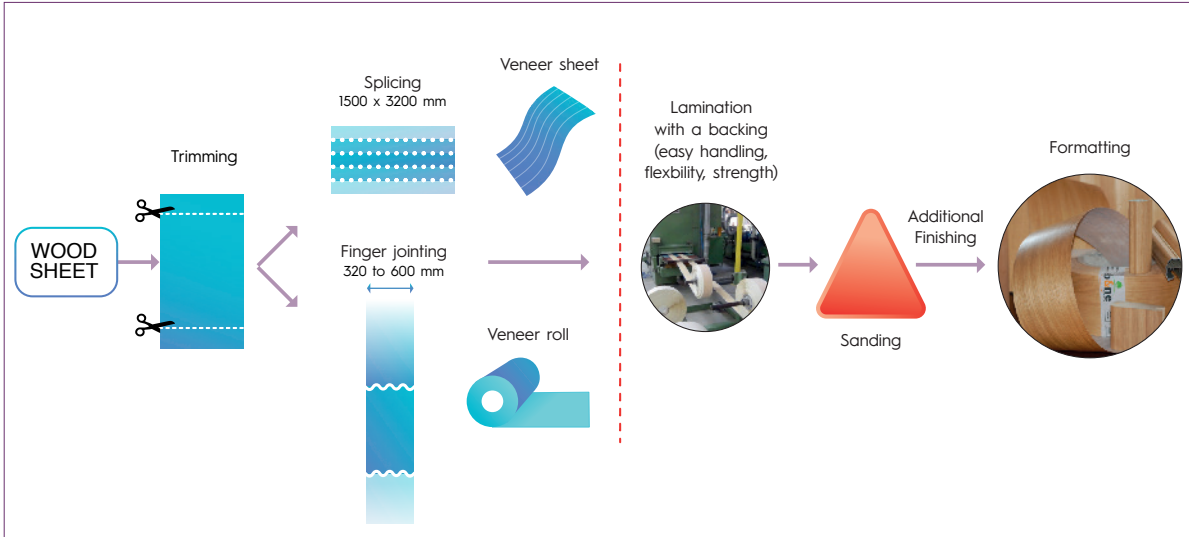 WOOD
SHEET
Trimming
Splicing
1500 x 3200 mm
Veneer sheet
Finger jointing
320 to 600 mm
Veneer roll
Lamination
with a backing
(easy handling,
flexbility, strength)
Sanding
Additional
Finishing
Formatting